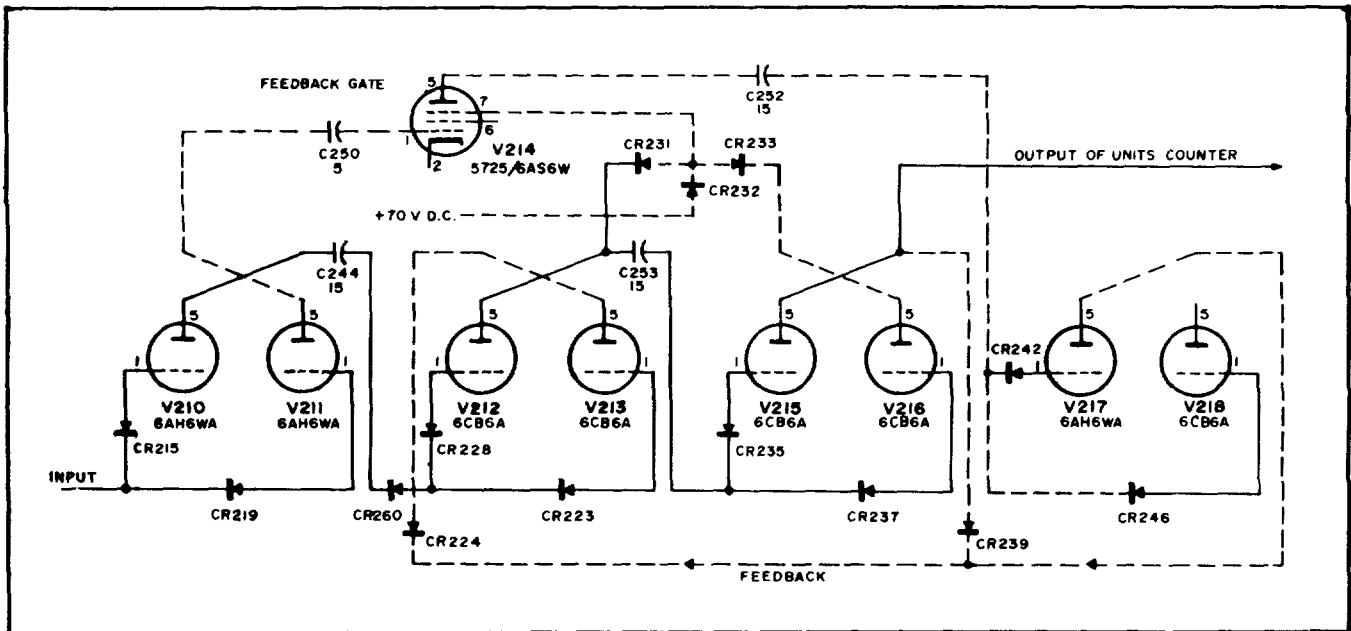 FEEDBACK GATE
5
7
6
1
2
V214
5725/6AS6W
C250
5
C252
15
CR231
CR233
CR232
+70 V D.C.
OUTPUT OF UNITS COUNTER
C244
15
C253
15
5
5
5
5
5
5
5
5
1
1
1
1
1
1
1
1
CR242
V210
6AH6WA
V211
6AH6WA
V212
6CB6A
V213
6CB6A
V215
6CB6A
V216
6CB6A
V217
6AH6WA
V218
6CB6A
CR215
CR228
CR235
INPUT
CR219
CR260
CR223
CR237
CR246
CR224
CR239
FEEDBACK